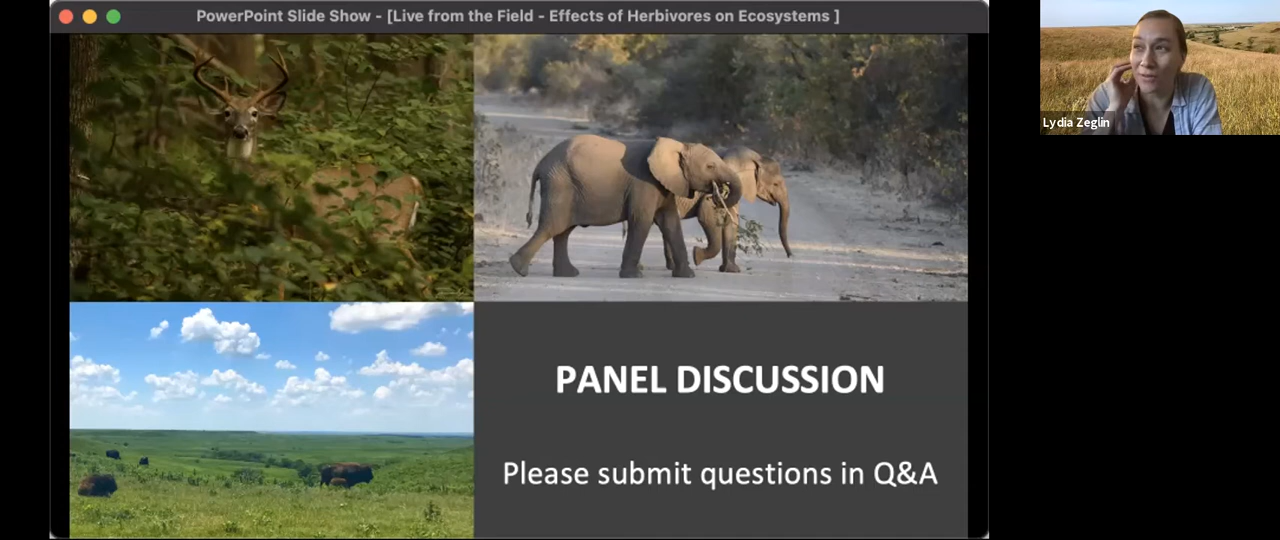 PowerPoint Slide Show - [Live from the Field - Effects of Herbivores on Ecosystems ]
Lydia Zeglin
PANEL DISCUSSION
Please submit questions in Q&A